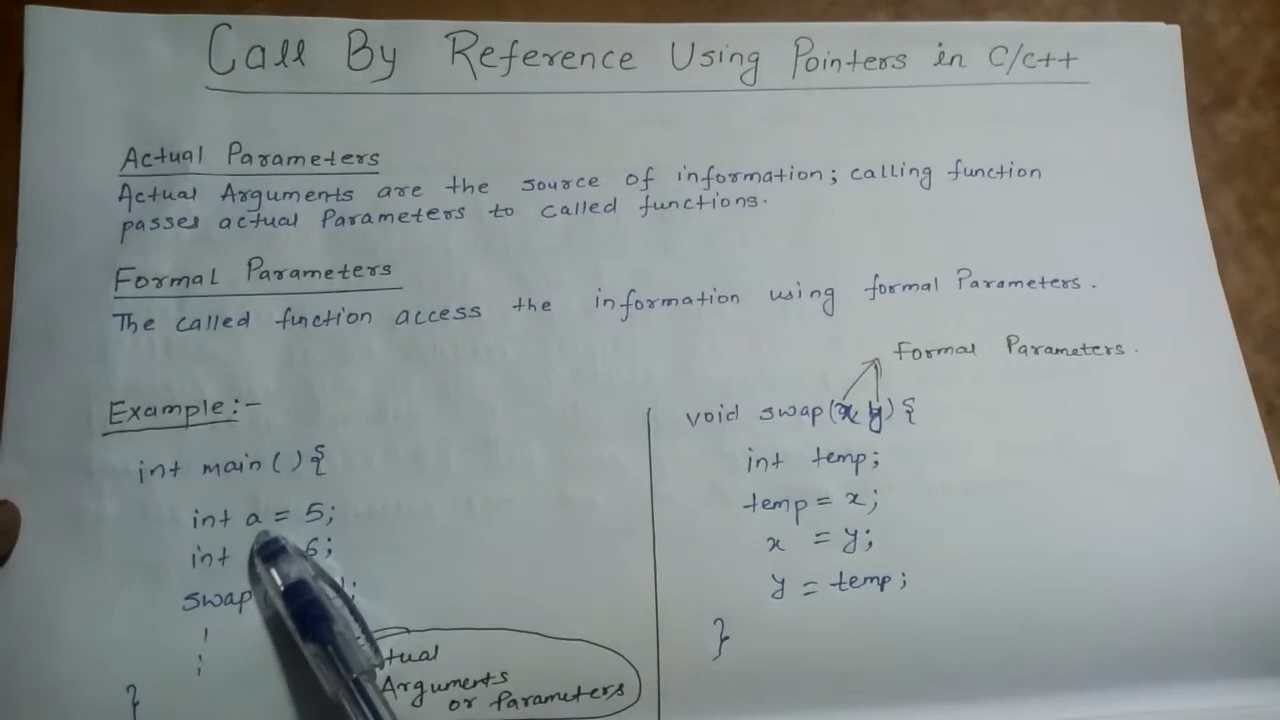 Call By Reference Using Pointers in C/C++
Actual Parameters
Actual Arguments are the source of information; calling function
passes actual Parameters to called functions.
Formal Parameters
The called function access the information using formal Parameters.
Formal Parameters.
Example:-
int main(){
int a = 5;
int 6;
swap
}
Arguments
or Parameters
void swap(x y){
int temp;
temp = x;
x = y;
y = temp;
}